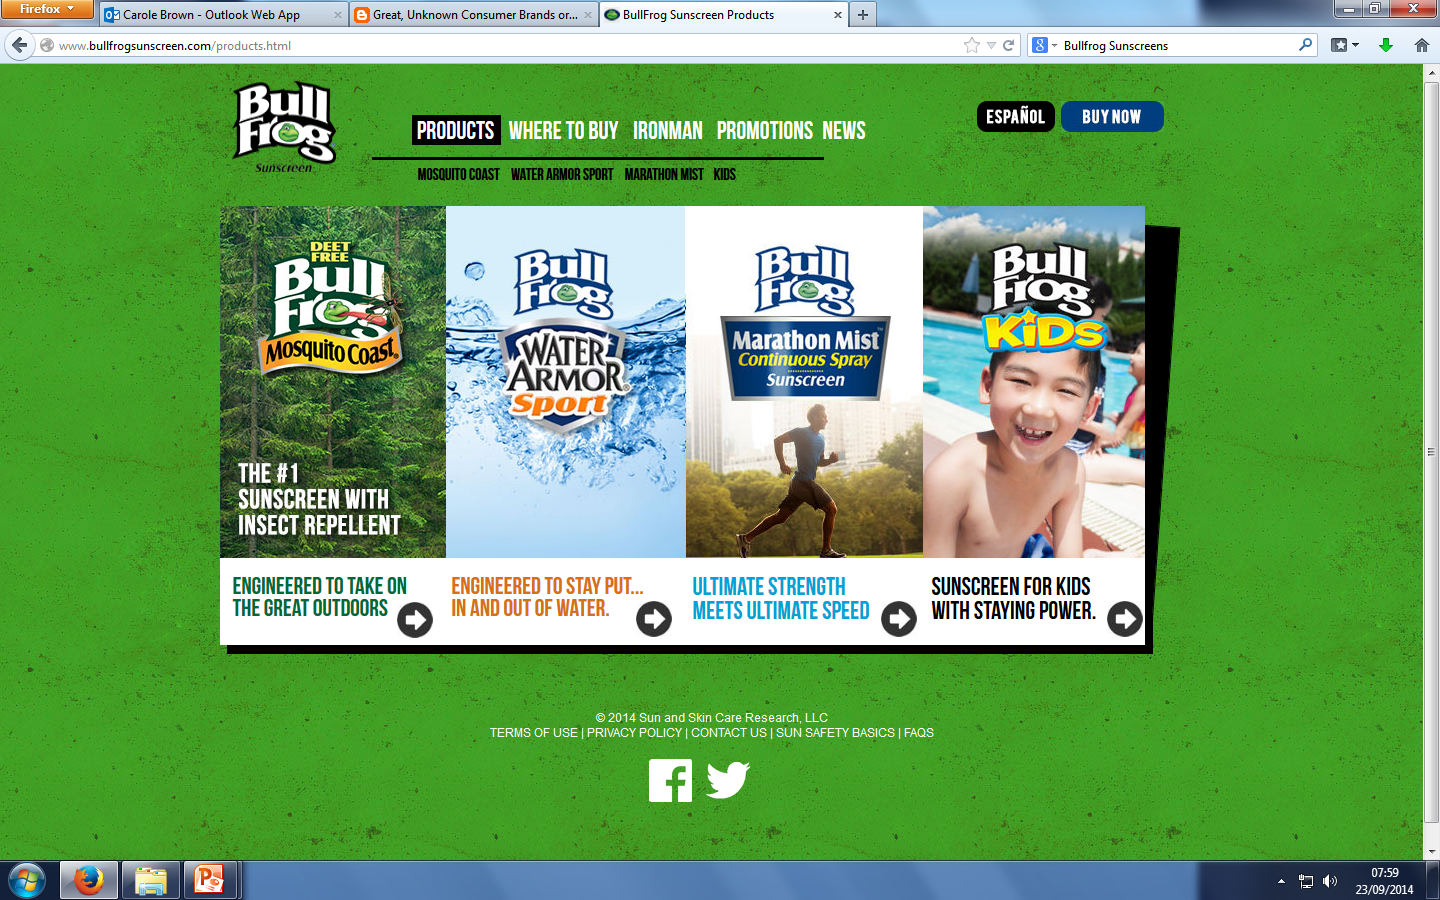 Firefox
Carole Brown - Outlook Web App
Great, Unknown Consumer Brands or...
BullFrog Sunscreen Products
www.bullfrogsunscreen.com/products.html
Bullfrog Sunscreens
Bull
Frog
Sunscreen
PRODUCTS WHERE TO BUY IRONMAN PROMOTIONS NEWS
ESPAÑOL
BUY NOW
MOSQUITO COAST WATER ARMOR SPORT MARATHON MIST KIDS
DEET
FREE
Bull
Frog
Mosquito Coast®
THE #1
SUNSCREEN WITH
INSECT REPELLENT
ENGINEERED TO TAKE ON
THE GREAT OUTDOORS
Bull
Frog
WATER
ARMOR®
Sport
ENGINEERED TO STAY PUT...
IN AND OUT OF WATER.
Bull
Frog
Marathon Mist™
Continuous Spray
Sunscreen
ULTIMATE STRENGTH
MEETS ULTIMATE SPEED
Bull
Frog
KiDS
SUNSCREEN FOR KIDS
WITH STAYING POWER.
© 2014 Sun and Skin Care Research, LLC
TERMS OF USE | PRIVACY POLICY | CONTACT US | SUN SAFETY BASICS | FAQS
07:59
23/09/2014